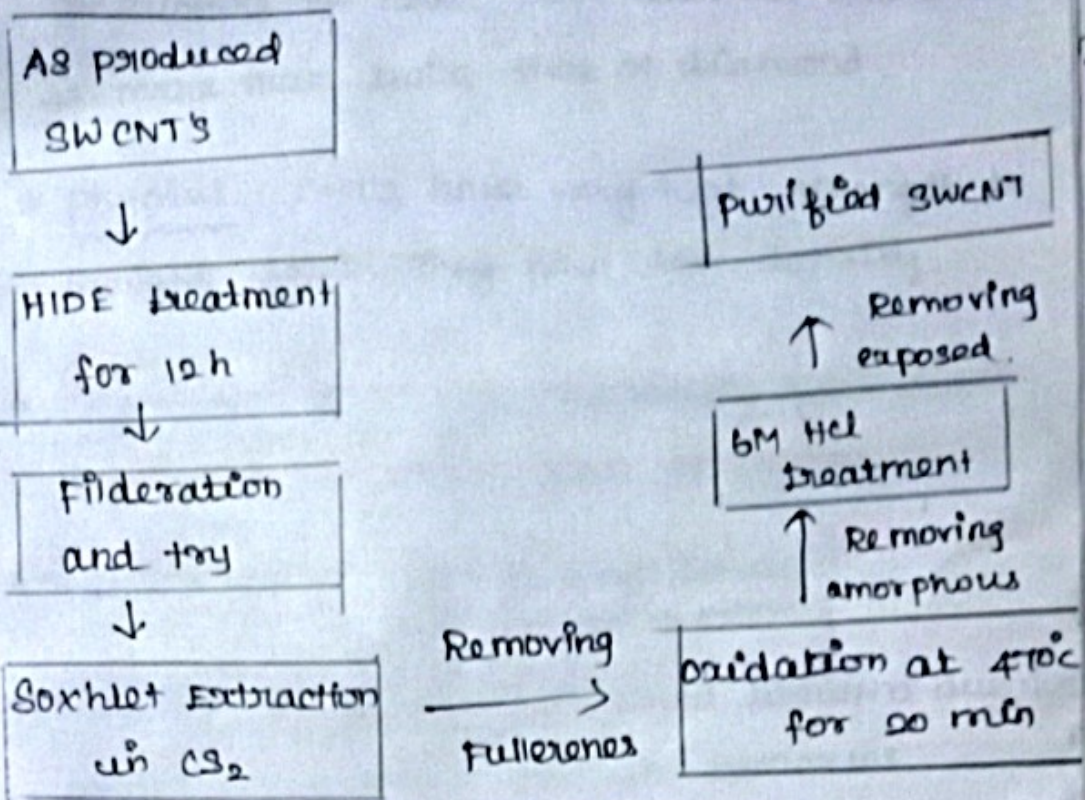 As produced
SWCNT's
HIDE treatment
for 12h
Filderation
and try
Soxhlet Extraction
in CS₂
Removing
Fullerenes
oxidation at 470°C
for 20 min
Removing
amorphous
6M Hcl
treatment
Removing
exposed.
purified SWCNT